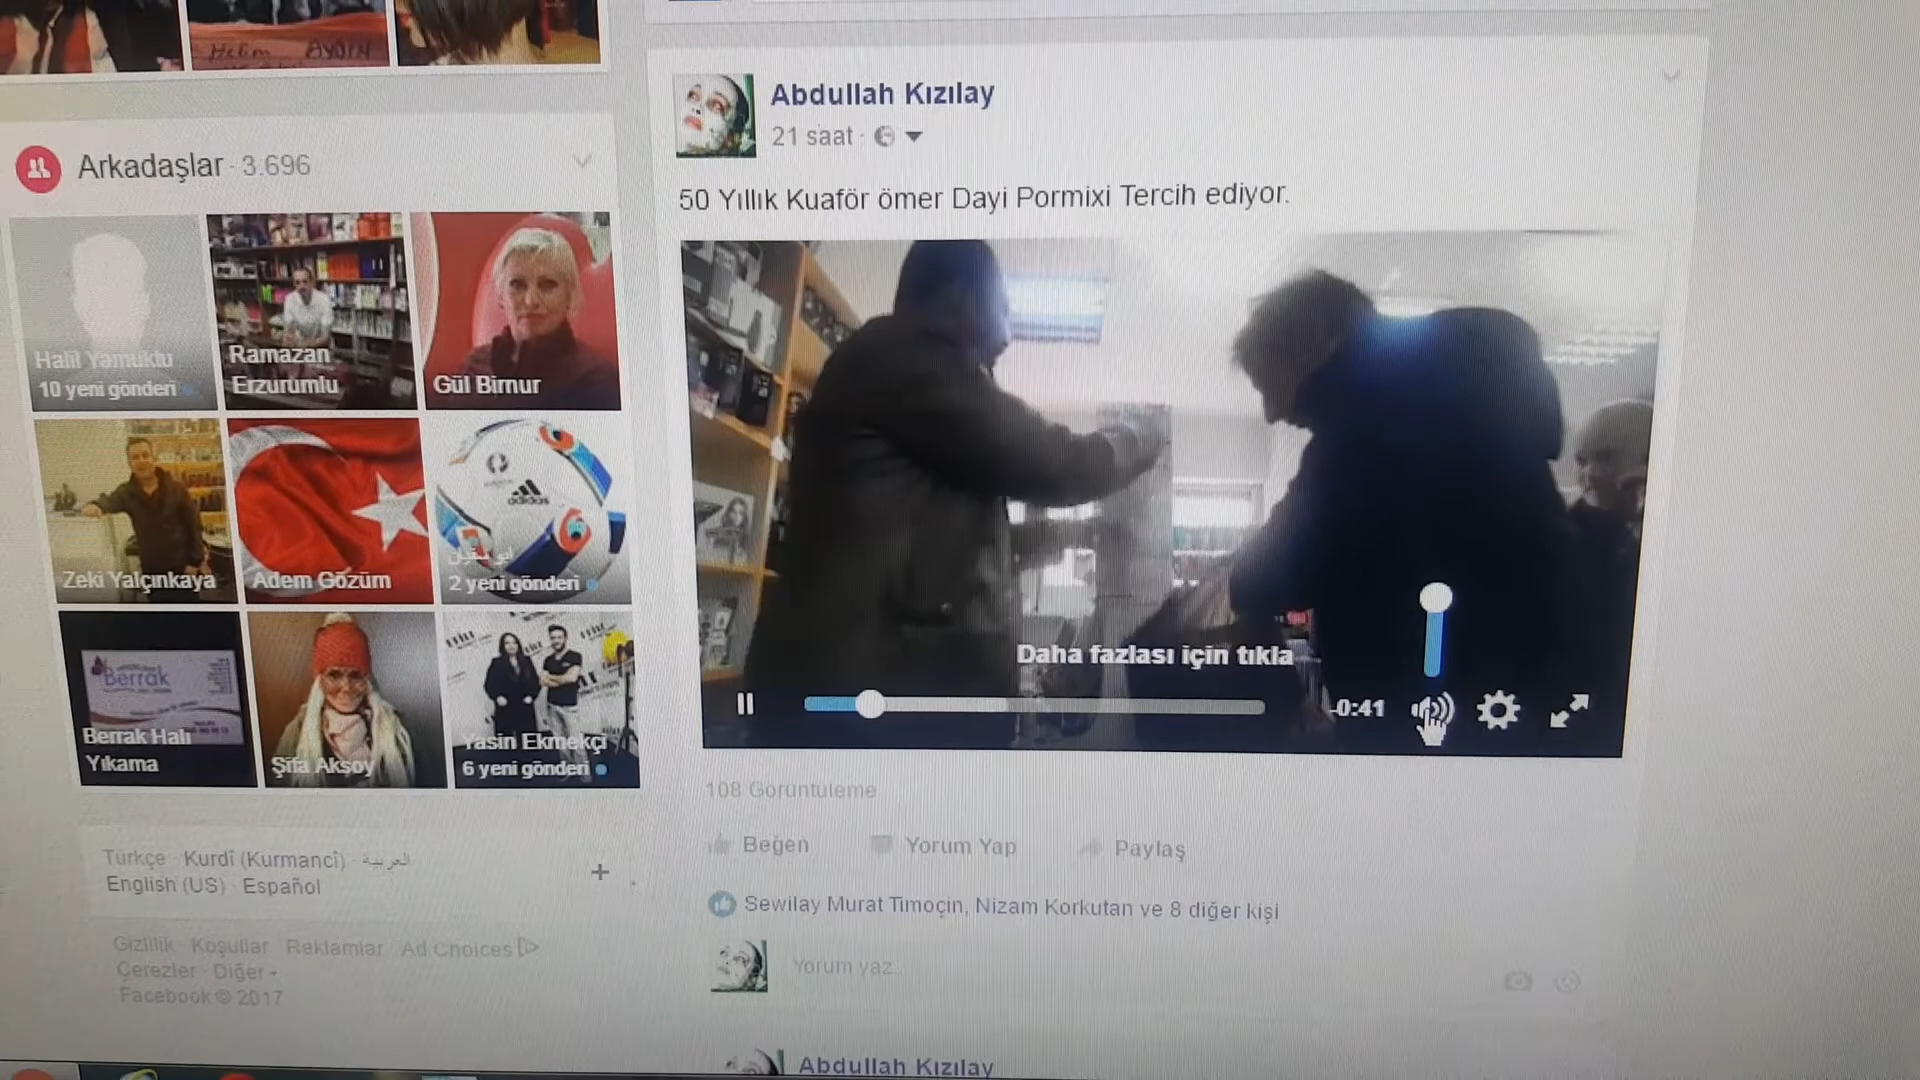 Helim AYDIN
Arkadaşlar · 3.696
Halil Yamuktu
10 yeni gönderi
Ramazan
Erzurumlu
Gül Birnur
Zeki Yalçınkaya
Adem Gözüm
adidas
ابو سفيان
2 yeni gönderi
Berrak
Berrak Halı
Yıkama
Şifa Aksoy
Yasin Ekmekçi
6 yeni gönderi
Türkçe · Kurdî (Kurmancî) · العربية
English (US) · Español
Gizlilik · Koşullar · Reklamlar · Ad Choices
Çerezler · Diğer
Facebook © 2017
Abdullah Kızılay
21 saat
50 Yıllık Kuaför ömer Dayi Pormixi Tercih ediyor.
Daha fazlası için tıkla
-0:41
108 Görüntüleme
Beğen Yorum Yap Paylaş
Sewilay Murat Timoçin, Nizam Korkutan ve 8 diğer kişi
Yorum yaz...
Abdullah Kızılay